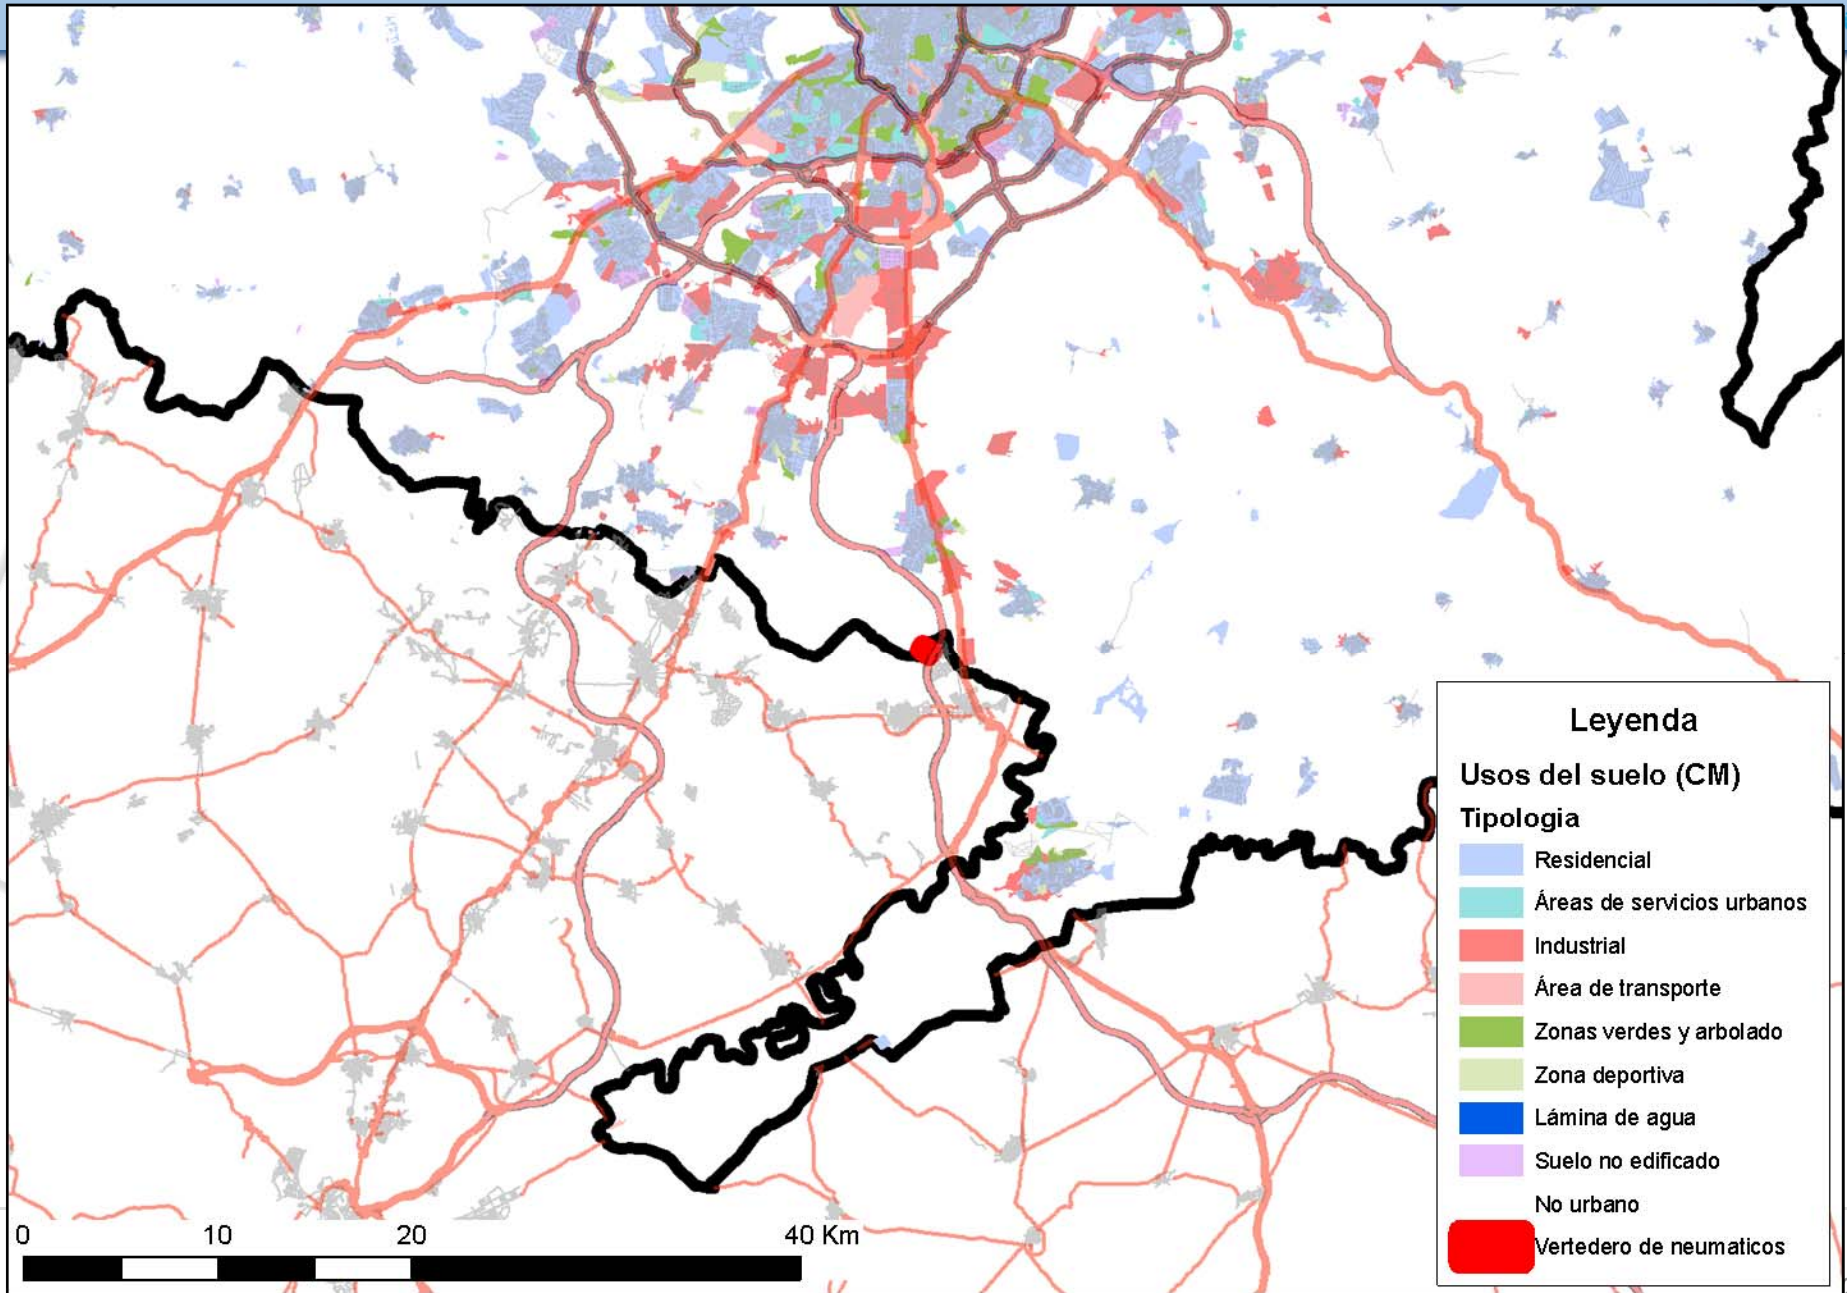 Leyenda
Usos del suelo (CM)
Tipologia
Residencial
Áreas de servicios urbanos
Industrial
Área de transporte
Zonas verdes y arbolado
Zona deportiva
Lámina de agua
Suelo no edificado
No urbano
Vertedero de neumaticos
0 10 20 40 Km